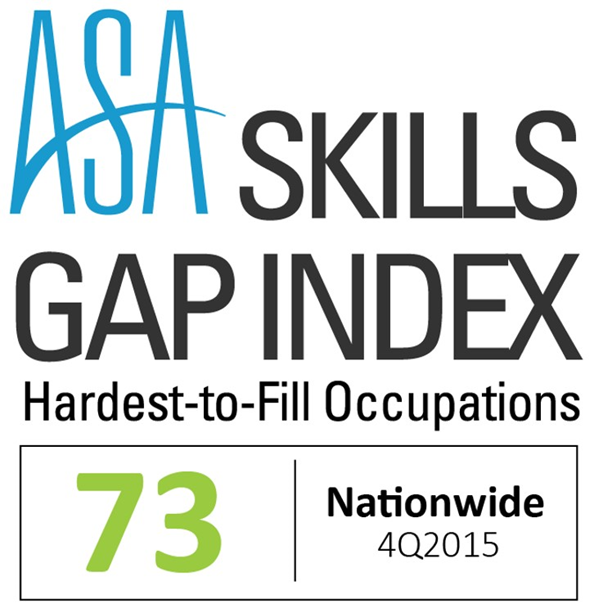 ASA SKILLS
GAP INDEX
Hardest-to-Fill Occupations
73
Nationwide
4Q2015